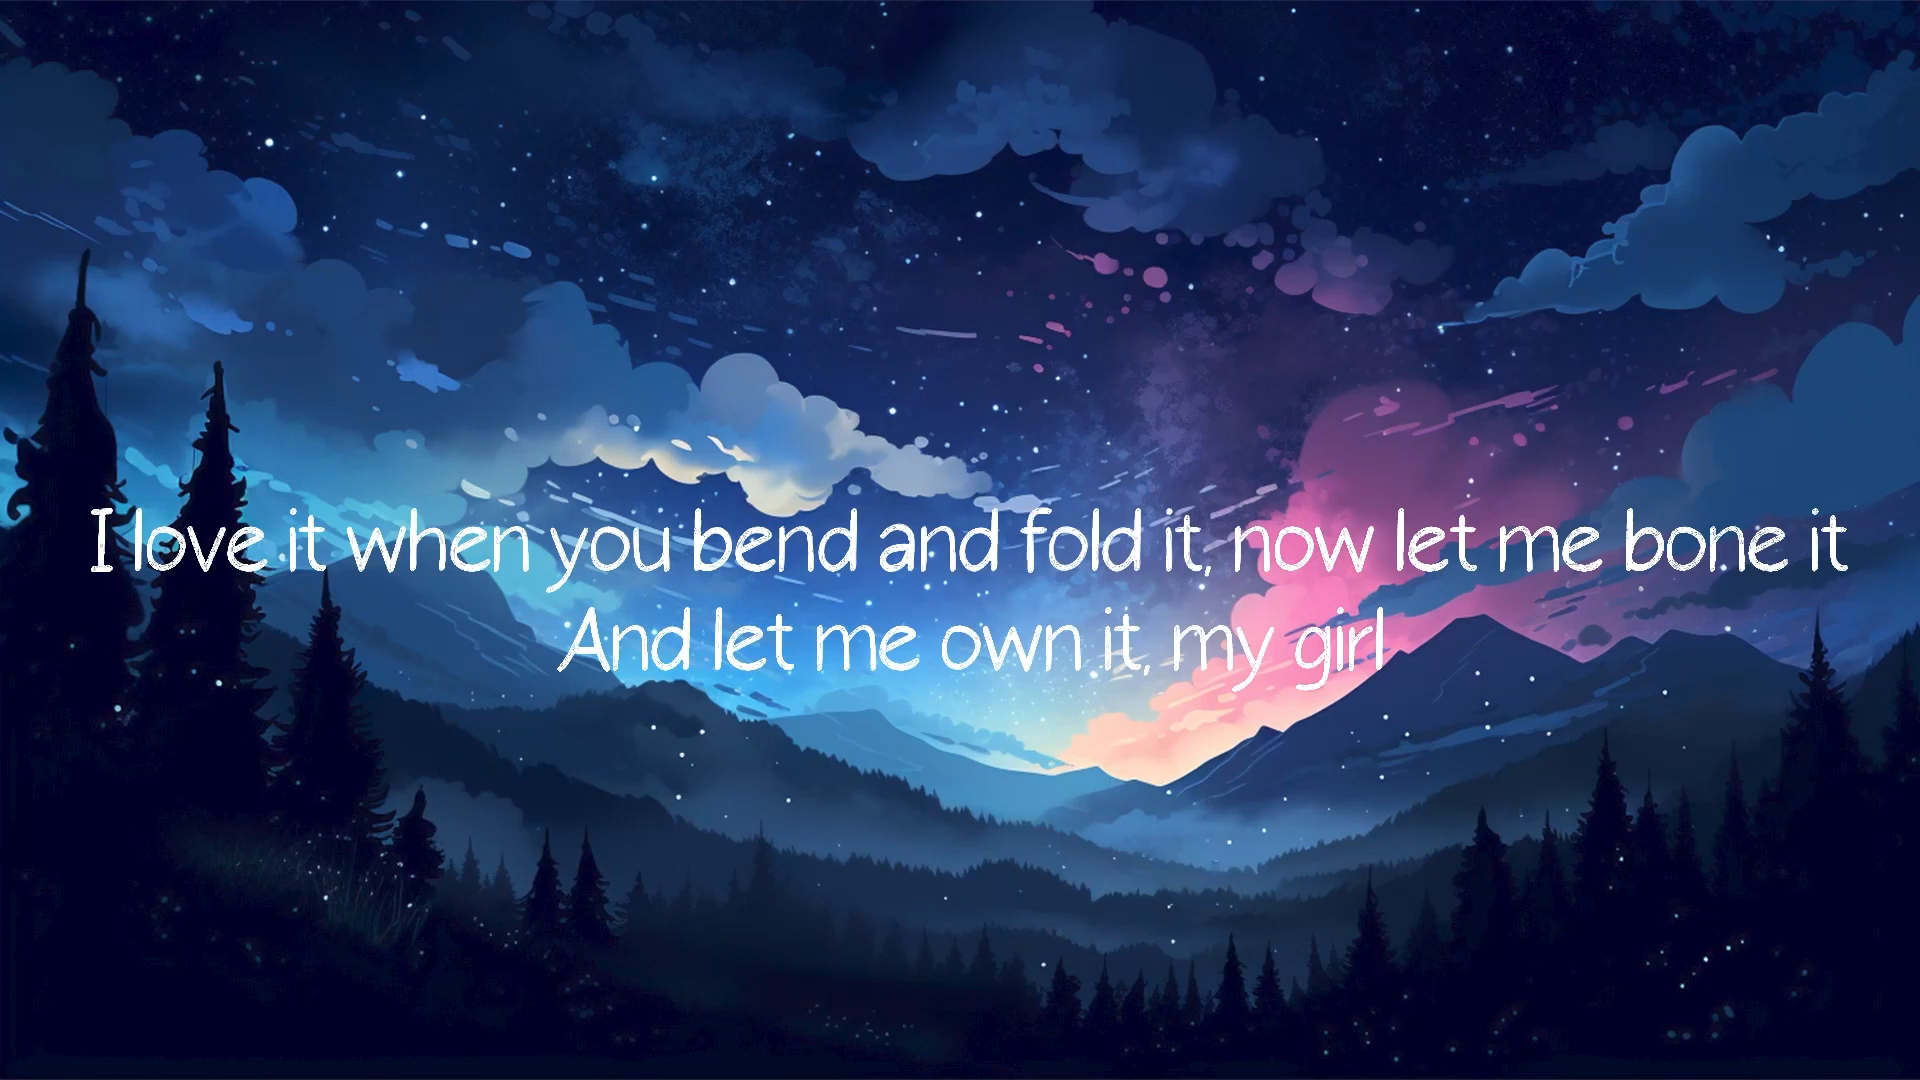 I love it when you bend and fold it, now let me bone it
And let me own it, my girl